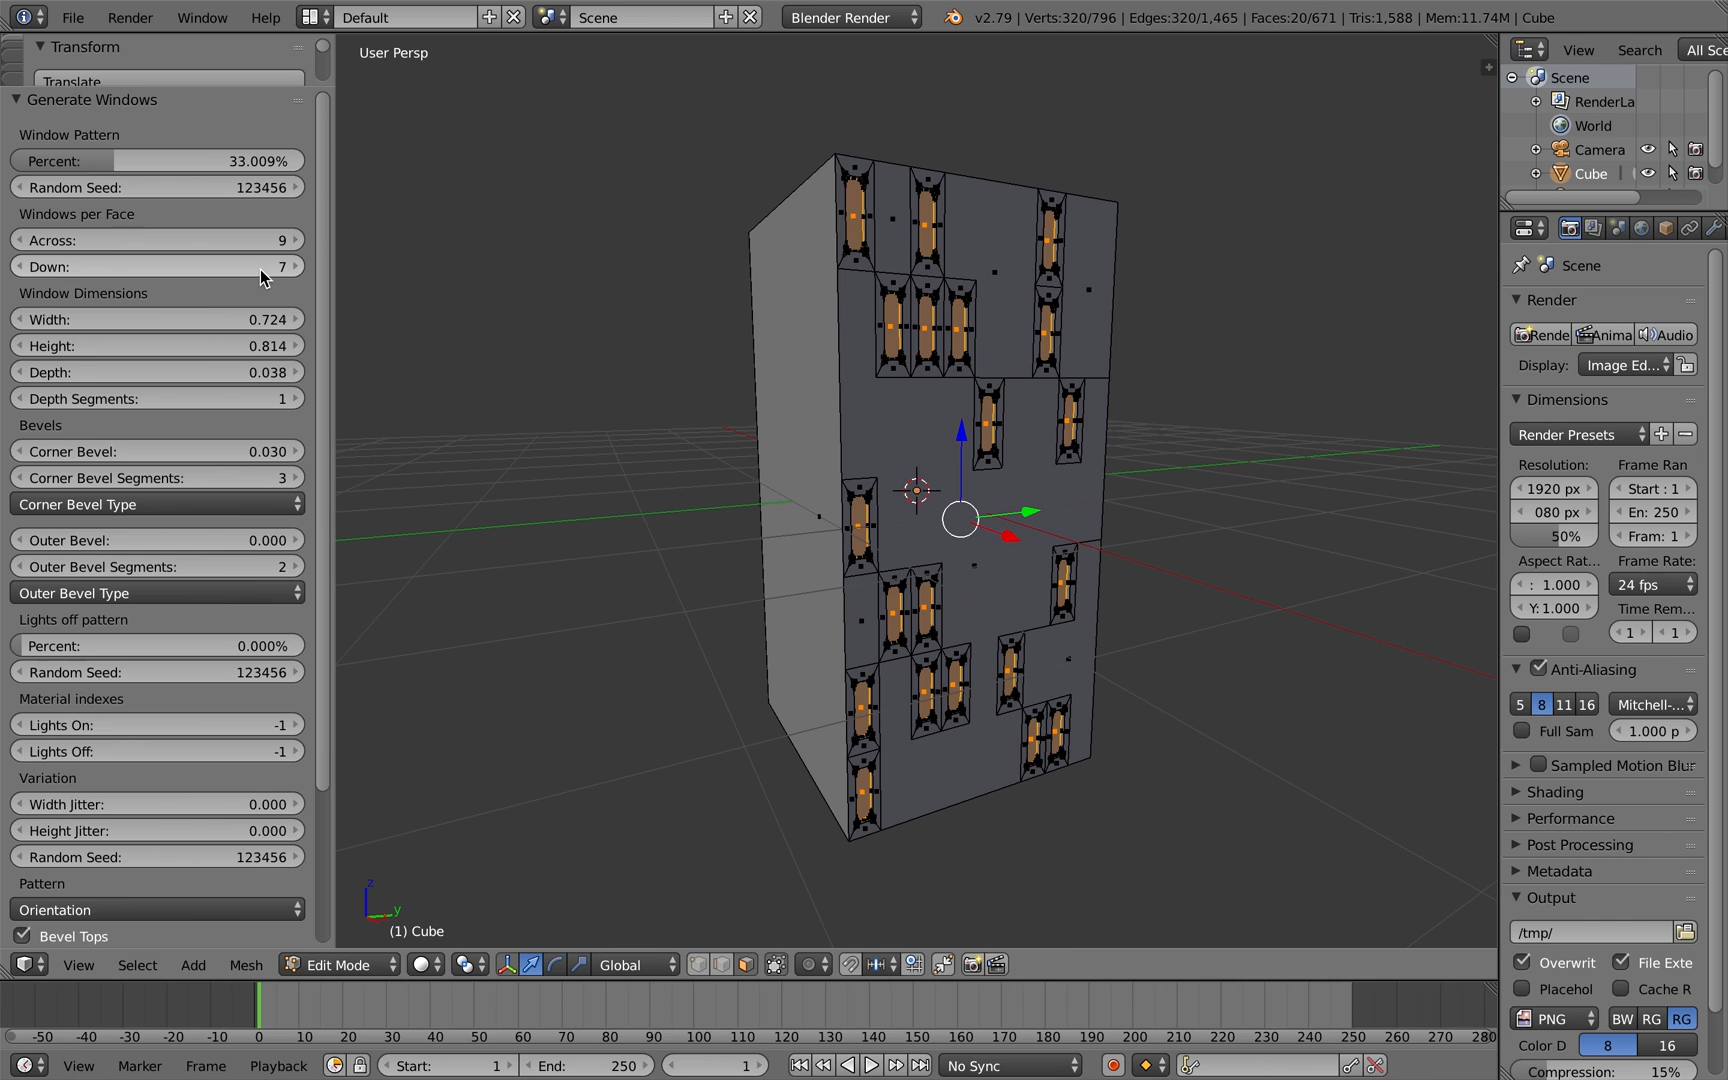 File Render Window Help Default Scene Blender Render v2.79 | Verts:320/796 | Edges:320/1,465 | Faces:20/671 | Tris:1,588 | Mem:11.74M | Cube
Transform
Translate
Generate Windows
Window Pattern
Percent: 33.009%
Random Seed: 123456
Windows per Face
Across: 9
Down: 7
Window Dimensions
Width: 0.724
Height: 0.814
Depth: 0.038
Depth Segments: 1
Bevels
Corner Bevel: 0.030
Corner Bevel Segments: 3
Corner Bevel Type
Outer Bevel: 0.000
Outer Bevel Segments: 2
Outer Bevel Type
Lights off pattern
Percent: 0.000%
Random Seed: 123456
Material indexes
Lights On: -1
Lights Off: -1
Variation
Width Jitter: 0.000
Height Jitter: 0.000
Random Seed: 123456
Pattern
Orientation
Bevel Tops
User Persp
z
y
(1) Cube
View Select Add Mesh Edit Mode Global
-50 -40 -30 -20 -10 0 10 20 30 40 50 60 70 80 90 100 110 120 130 140 150 160 170 180 190 200 210 220 230 240 250 260 270 280
View Marker Frame Playback Start: 1 End: 250 1 No Sync
View Search All Sce
Scene
RenderLa
World
Camera
Cube
Scene
Render
Rende Anima Audio
Display: Image Ed...
Dimensions
Render Presets
Resolution: Frame Ran
1920 px Start : 1
080 px En: 250
50% Fram: 1
Aspect Rat... Frame Rate:
: 1.000 24 fps
Y: 1.000 Time Rem...
1 1
Anti-Aliasing
5 8 11 16 Mitchell-...
Full Sam 1.000 p
Sampled Motion Blur
Shading
Performance
Post Processing
Metadata
Output
/tmp/
Overwrit File Exte
Placehol Cache R
PNG BW RG RG
Color D 8 16
Compression: 15%